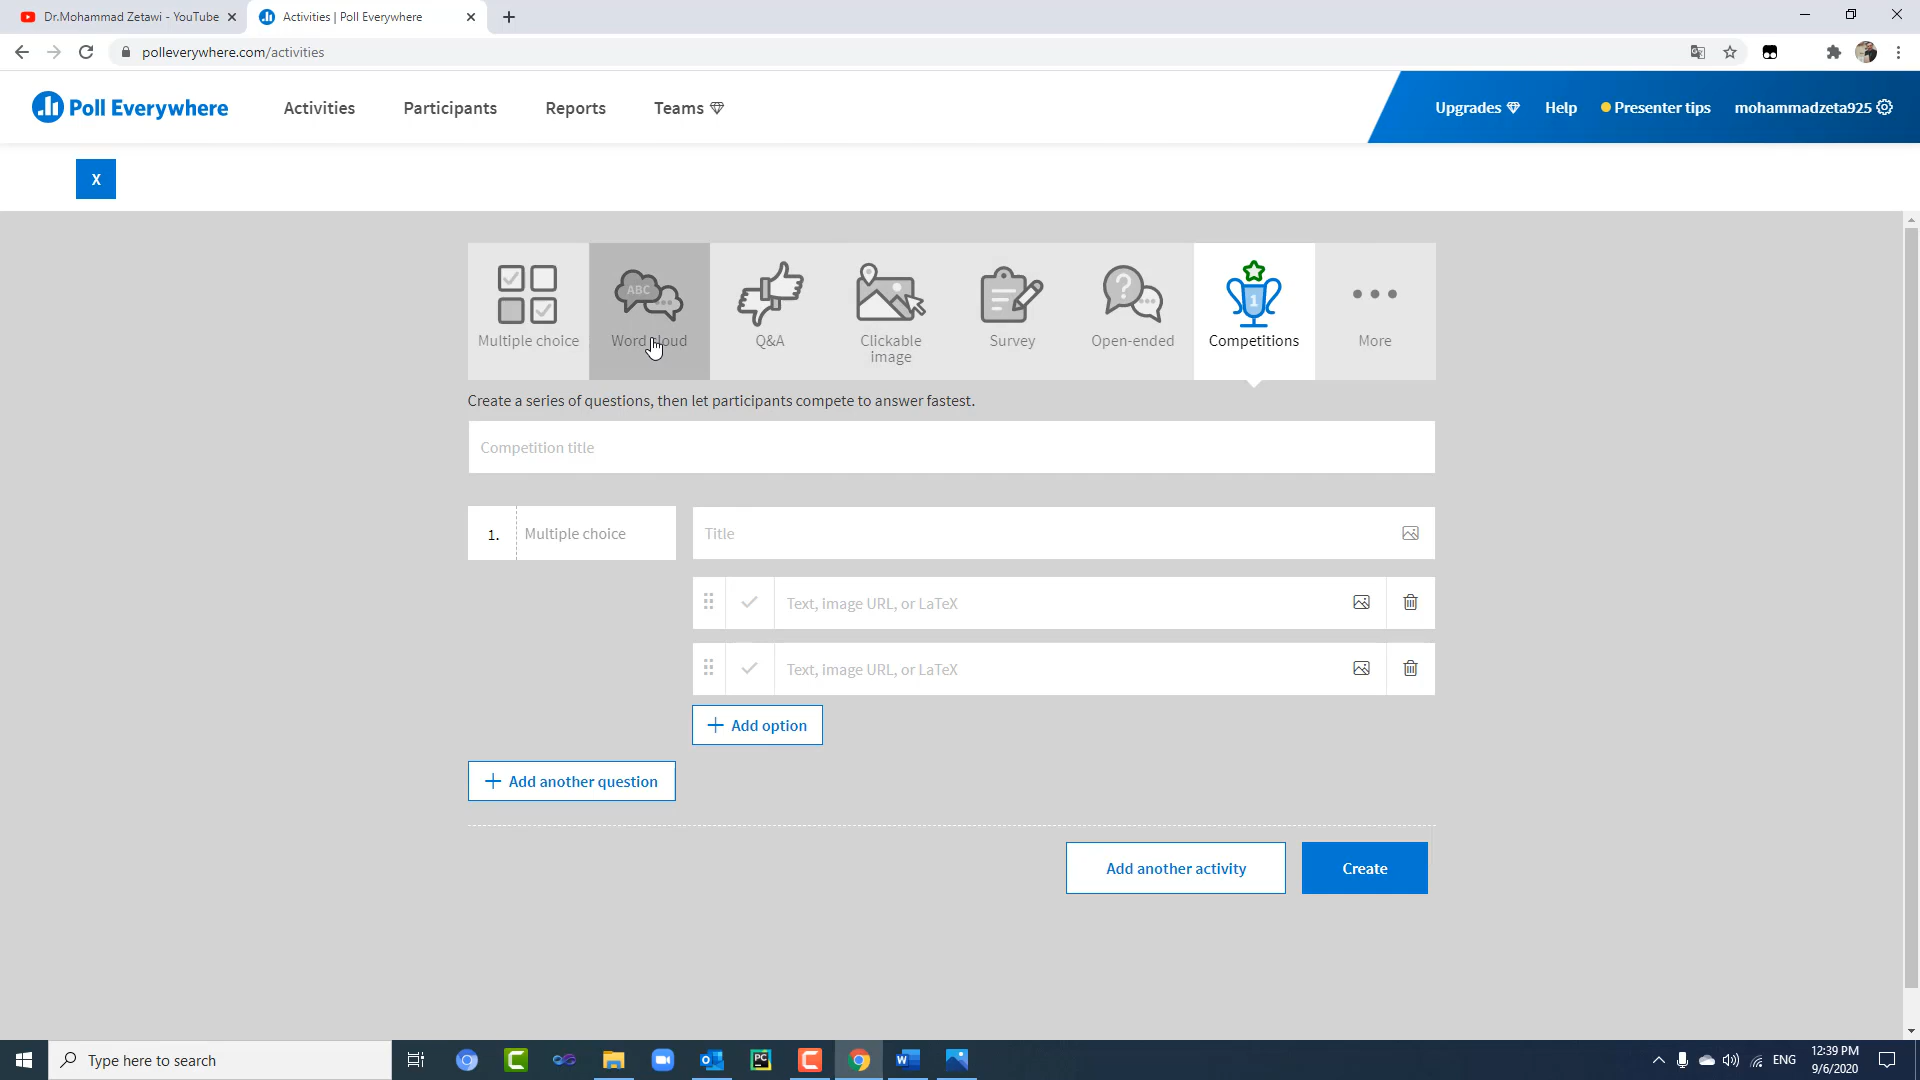 Dr.Mohammad Zetawi - YouTube
Activities | Poll Everywhere
polleverywhere.com/activities
Poll Everywhere
Activities
Participants
Reports
Teams
Upgrades
Help
Presenter tips
mohammadzeta925
X
Multiple choice
ABC
Word cloud
Q&A
Clickable
image
Survey
?
Open-ended
1
Competitions
More
Create a series of questions, then let participants compete to answer fastest.
Competition title
1.
Multiple choice
Title
Text, image URL, or LaTeX
Text, image URL, or LaTeX
Add option
Add another question
Add another activity
Create
Type here to search
PC
W
ENG
12:39 PM
9/6/2020